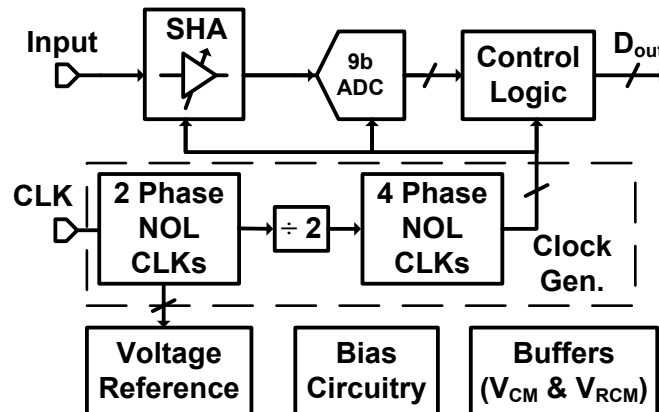 Input
SHA
9b
ADC
Control
Logic
Dout
CLK
2 Phase
NOL
CLKs
÷ 2
4 Phase
NOL
CLKs
Clock
Gen.
Voltage
Reference
Bias
Circuitry
Buffers
(VCM & VRCM)